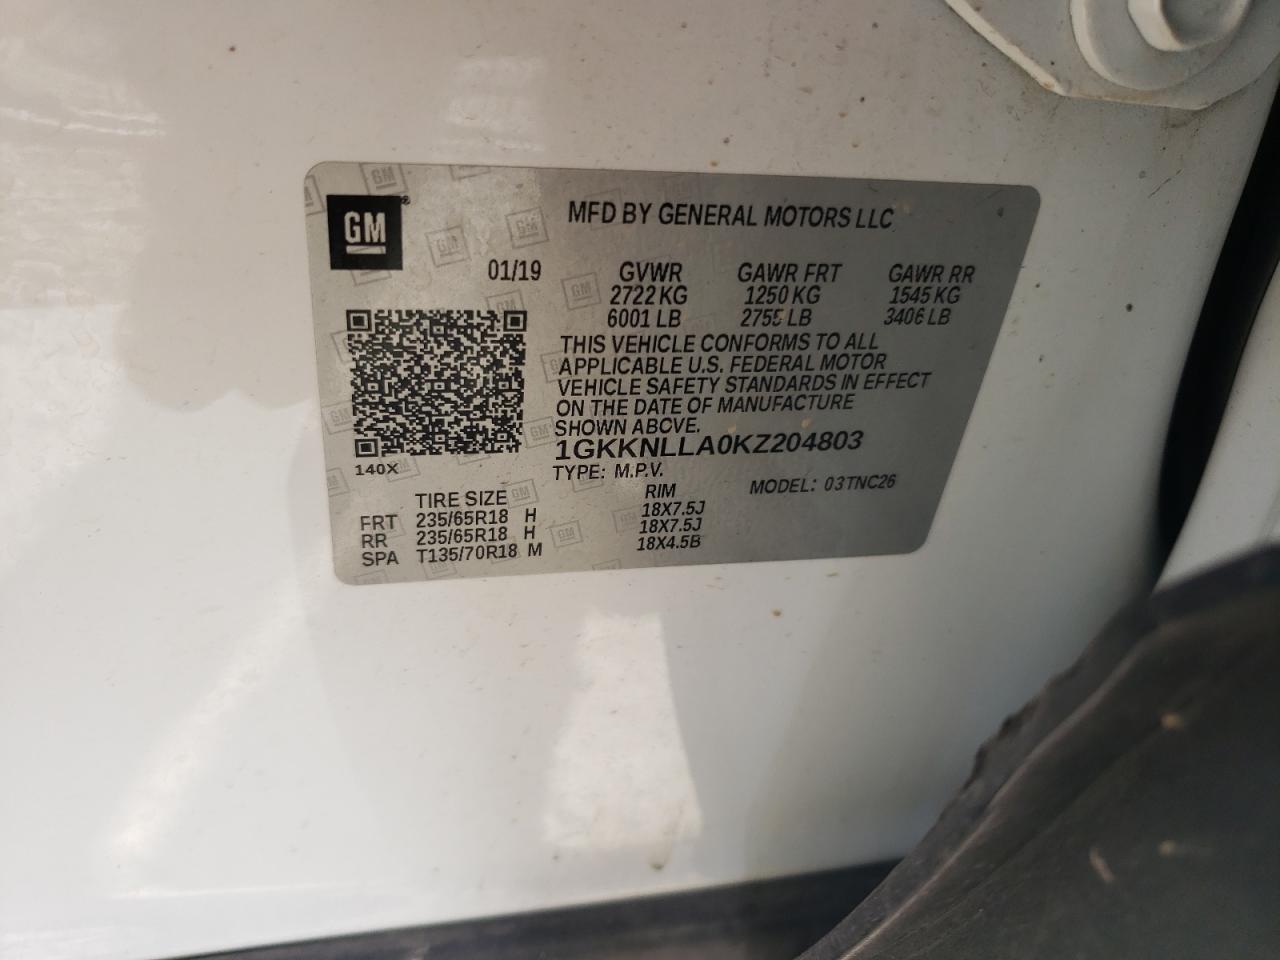 GM
MFD BY GENERAL MOTORS LLC
01/19
GVWR GAWR FRT GAWR RR
2722 KG 1250 KG 1545 KG
6001 LB 2755 LB 3406 LB
THIS VEHICLE CONFORMS TO ALL
APPLICABLE U.S. FEDERAL MOTOR
VEHICLE SAFETY STANDARDS IN EFFECT
ON THE DATE OF MANUFACTURE
SHOWN ABOVE.
1GKKNLLA0KZ204803
140X
TYPE: M.P.V. MODEL: 03TNC26
TIRE SIZE RIM
FRT 235/65R18 H 18X7.5J
RR 235/65R18 H 18X7.5J
SPA T135/70R18 M 18X4.5B